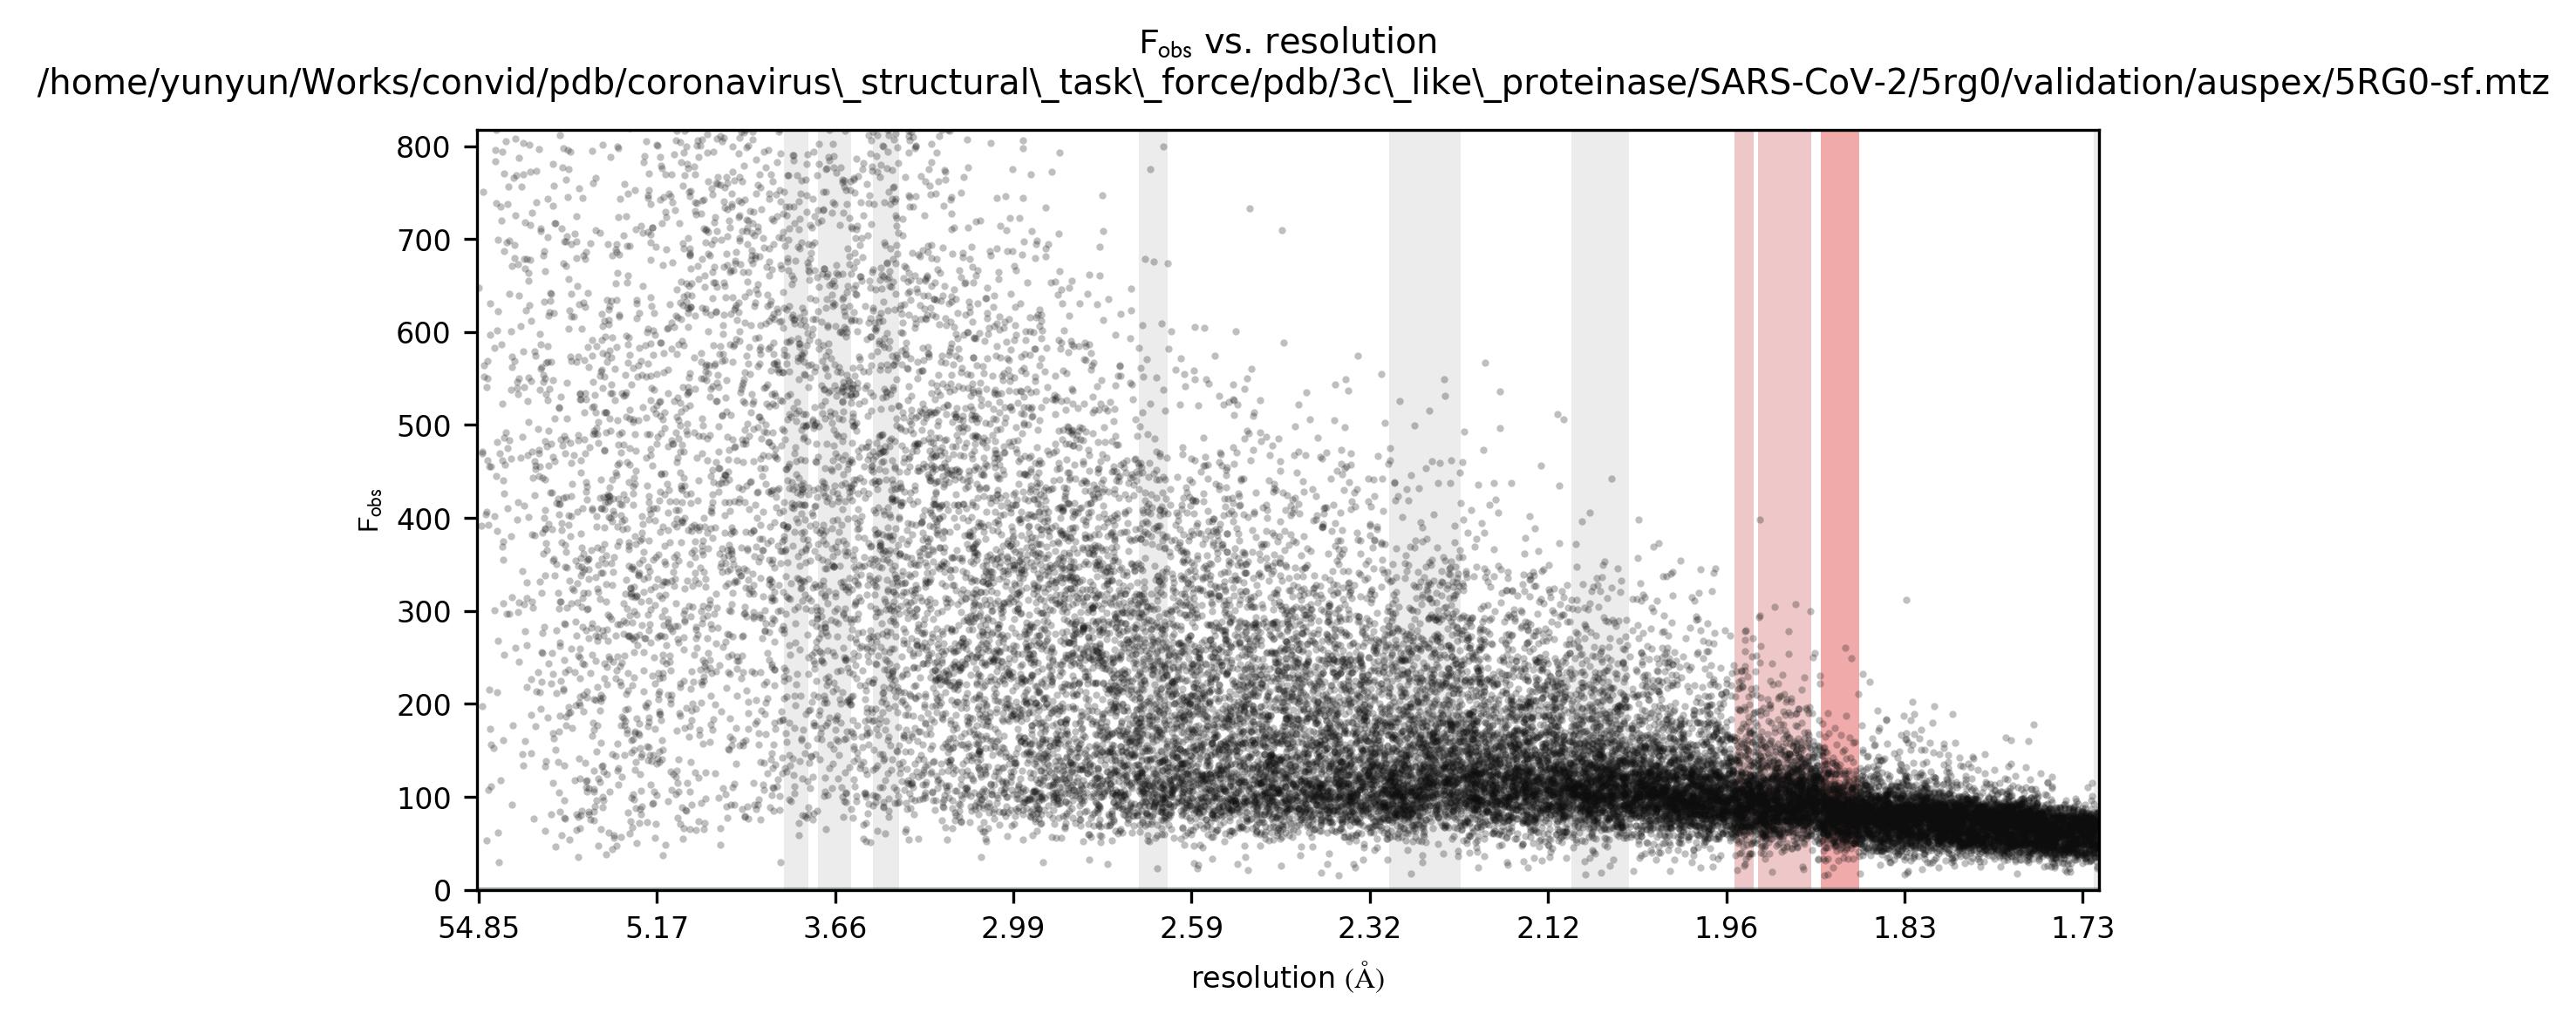 Fobs vs. resolution
/home/yunyun/Works/convid/pdb/coronavirus\_structural\_task\_force/pdb/3c\_like\_proteinase/SARS-CoV-2/5rg0/validation/auspex/5RG0-sf.mtz
800
700
600
500
400
300
200
100
0
Fobs
54.85 5.17 3.66 2.99 2.59 2.32 2.12 1.96 1.83 1.73
resolution (Å)